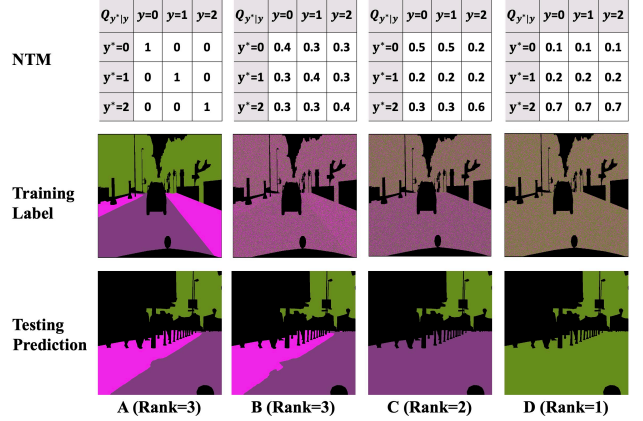 NTM
Q_{y*|y} y=0 y=1 y=2
y*=0 1 0 0
y*=1 0 1 0
y*=2 0 0 1
Q_{y*|y} y=0 y=1 y=2
y*=0 0.4 0.3 0.3
y*=1 0.3 0.4 0.3
y*=2 0.3 0.3 0.4
Q_{y*|y} y=0 y=1 y=2
y*=0 0.5 0.5 0.2
y*=1 0.2 0.2 0.2
y*=2 0.3 0.3 0.6
Q_{y*|y} y=0 y=1 y=2
y*=0 0.1 0.1 0.1
y*=1 0.2 0.2 0.2
y*=2 0.7 0.7 0.7
Training
Label
Testing
Prediction
A (Rank=3) B (Rank=3) C (Rank=2) D (Rank=1)